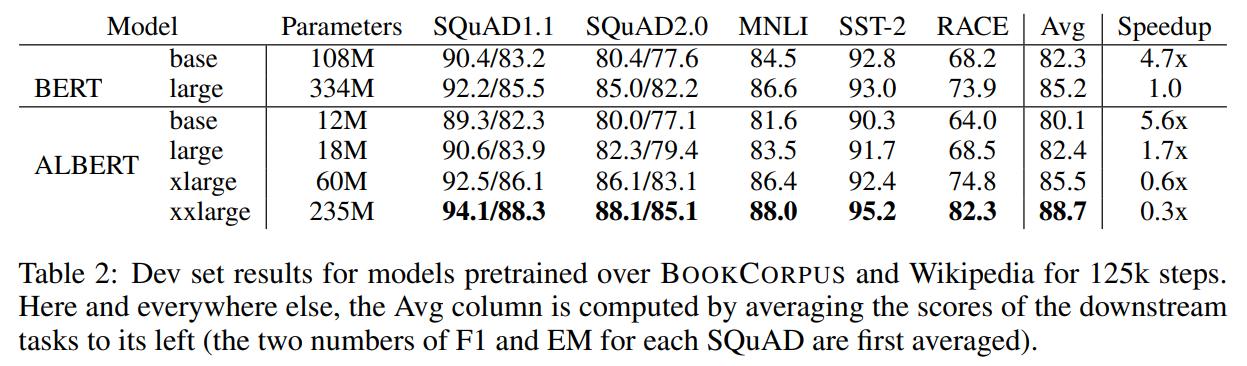 Model Parameters SQuAD1.1 SQuAD2.0 MNLI SST-2 RACE Avg Speedup
base 108M 90.4/83.2 80.4/77.6 84.5 92.8 68.2 82.3 4.7x
BERT large 334M 92.2/85.5 85.0/82.2 86.6 93.0 73.9 85.2 1.0
base 12M 89.3/82.3 80.0/77.1 81.6 90.3 64.0 80.1 5.6x
ALBERT large 18M 90.6/83.9 82.3/79.4 83.5 91.7 68.5 82.4 1.7x
xlarge 60M 92.5/86.1 86.1/83.1 86.4 92.4 74.8 85.5 0.6x
xxlarge 235M 94.1/88.3 88.1/85.1 88.0 95.2 82.3 88.7 0.3x
Table 2: Dev set results for models pretrained over BOOKCORPUS and Wikipedia for 125k steps.
Here and everywhere else, the Avg column is computed by averaging the scores of the downstream
tasks to its left (the two numbers of F1 and EM for each SQuAD are first averaged).